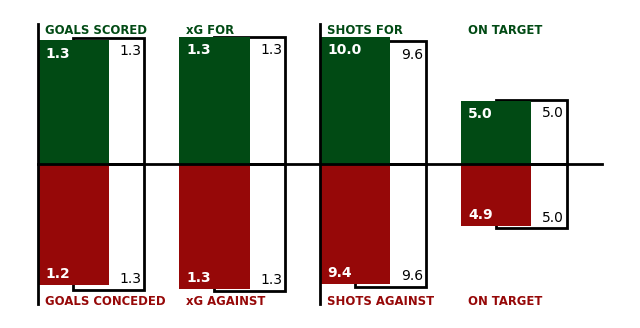 GOALS SCORED xG FOR SHOTS FOR ON TARGET
1.3 1.3 1.3 1.3 10.0 9.6
5.0 5.0
4.9 5.0
1.2 1.3 1.3 1.3 9.4 9.6
GOALS CONCEDED xG AGAINST SHOTS AGAINST ON TARGET